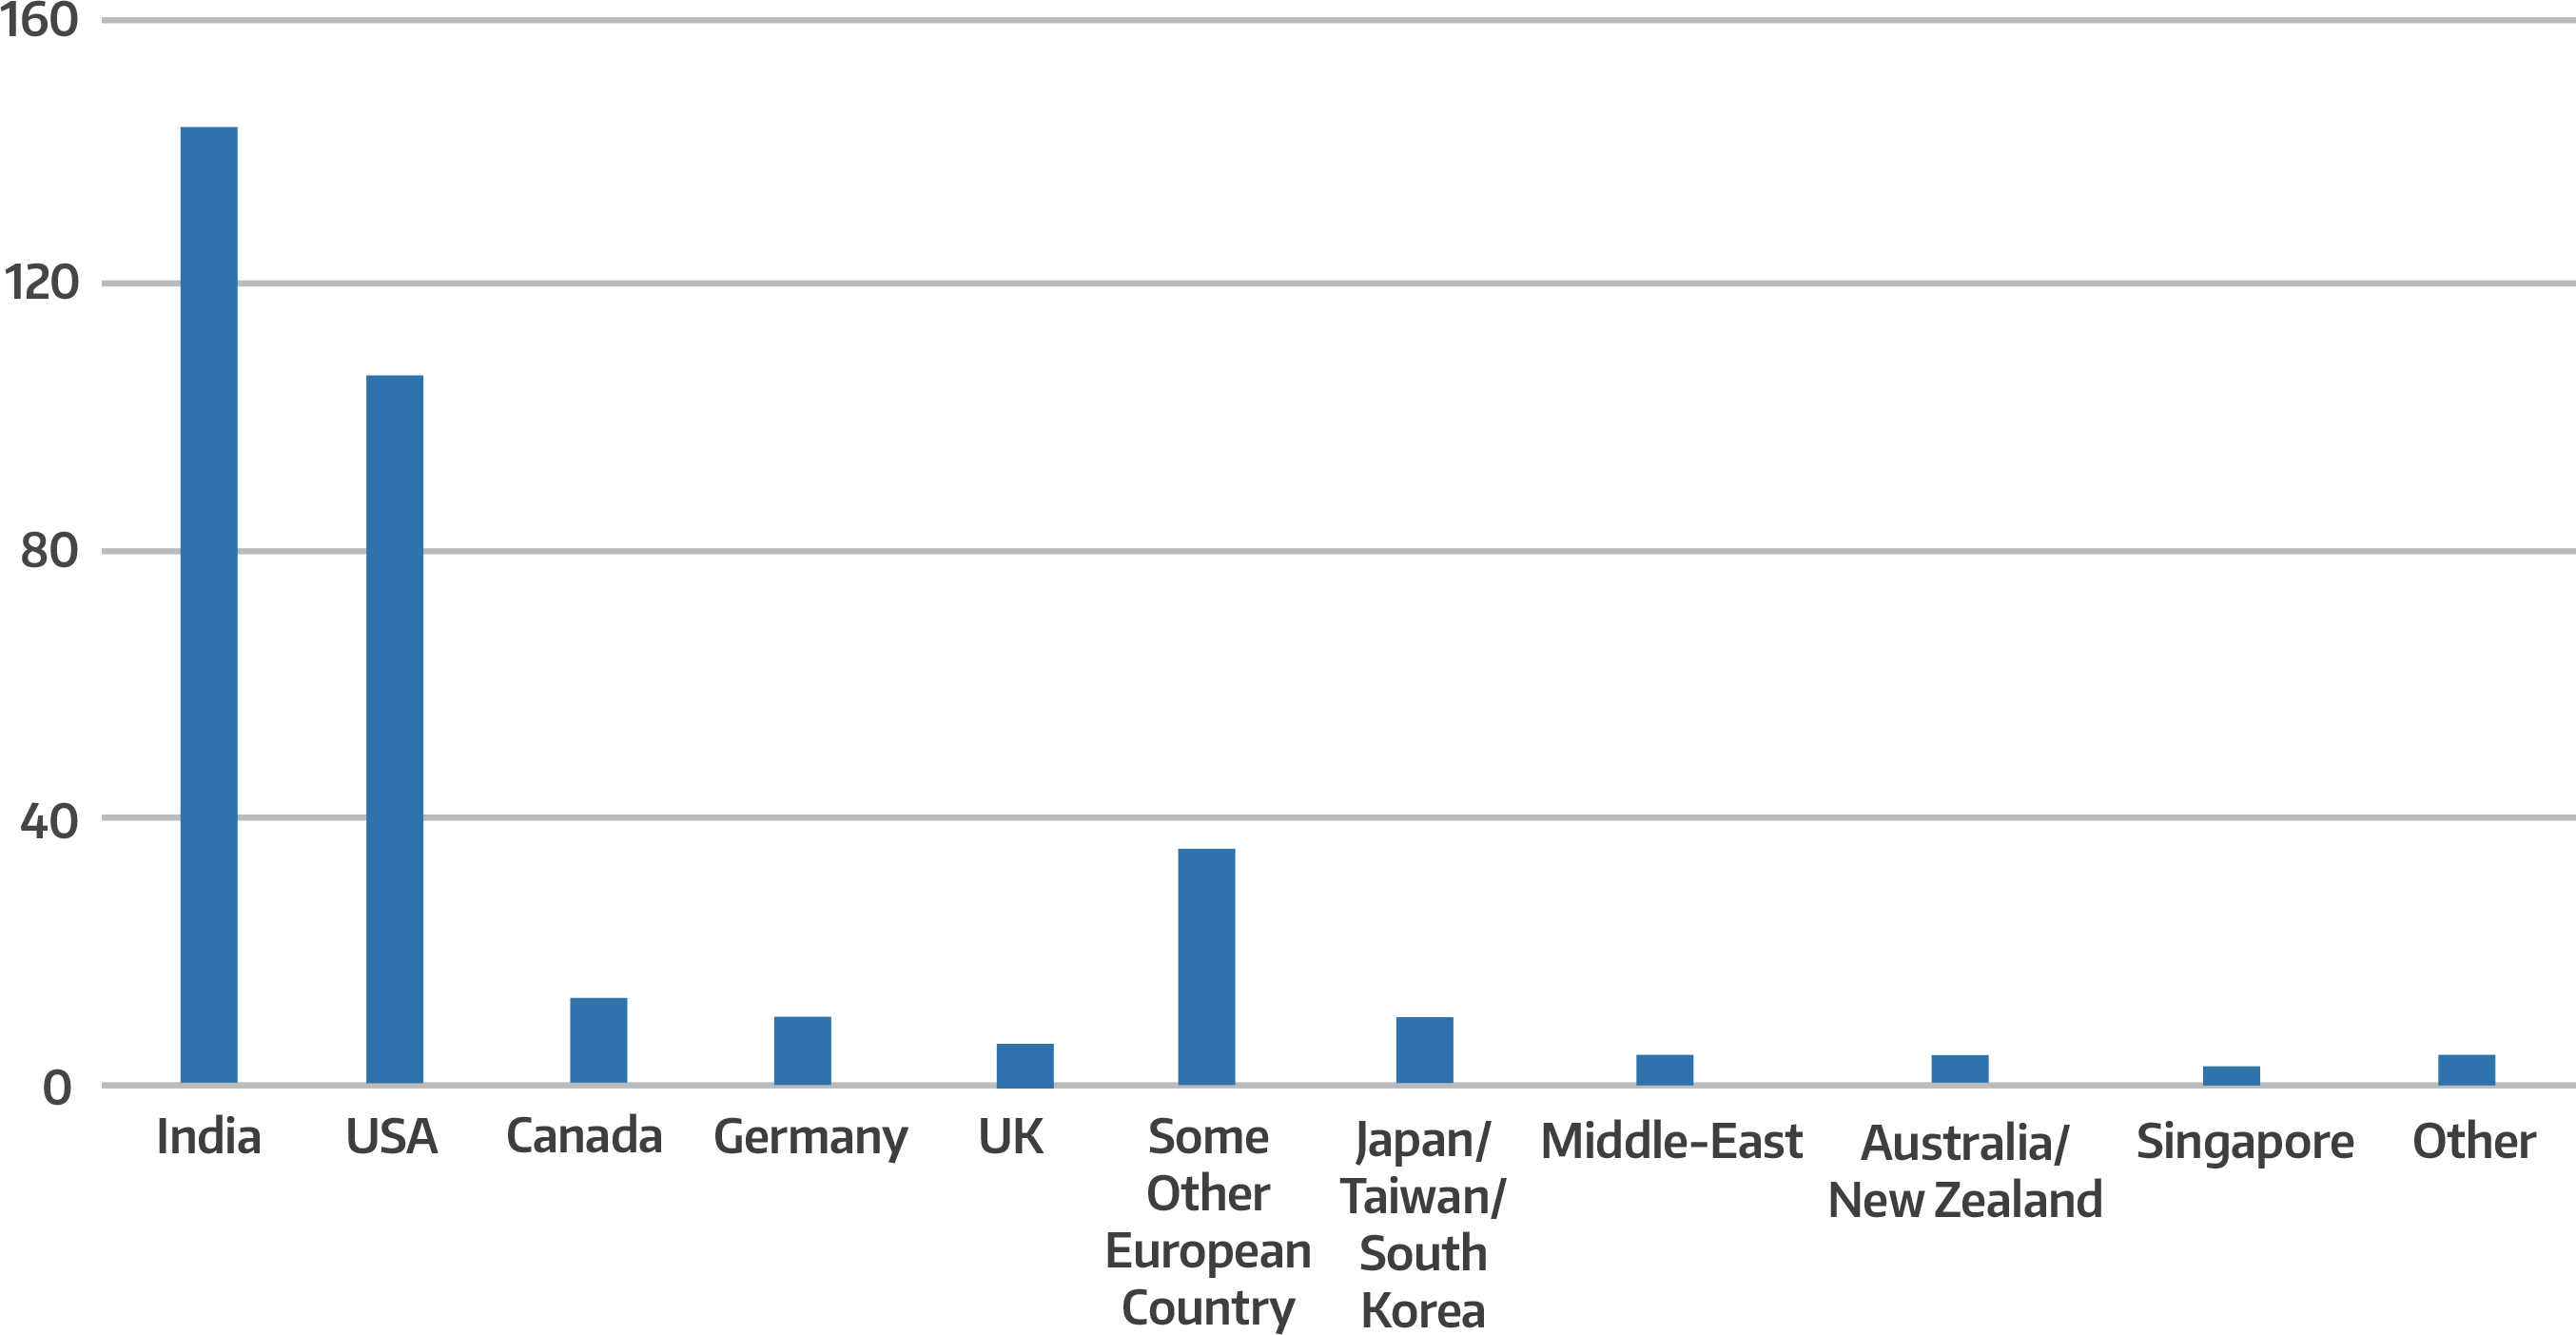 160
120
80
40
0
India
USA
Canada
Germany
UK
Some
Other
European
Country
Japan/
Taiwan/
South
Korea
Middle-East
Australia/
New Zealand
Singapore
Other